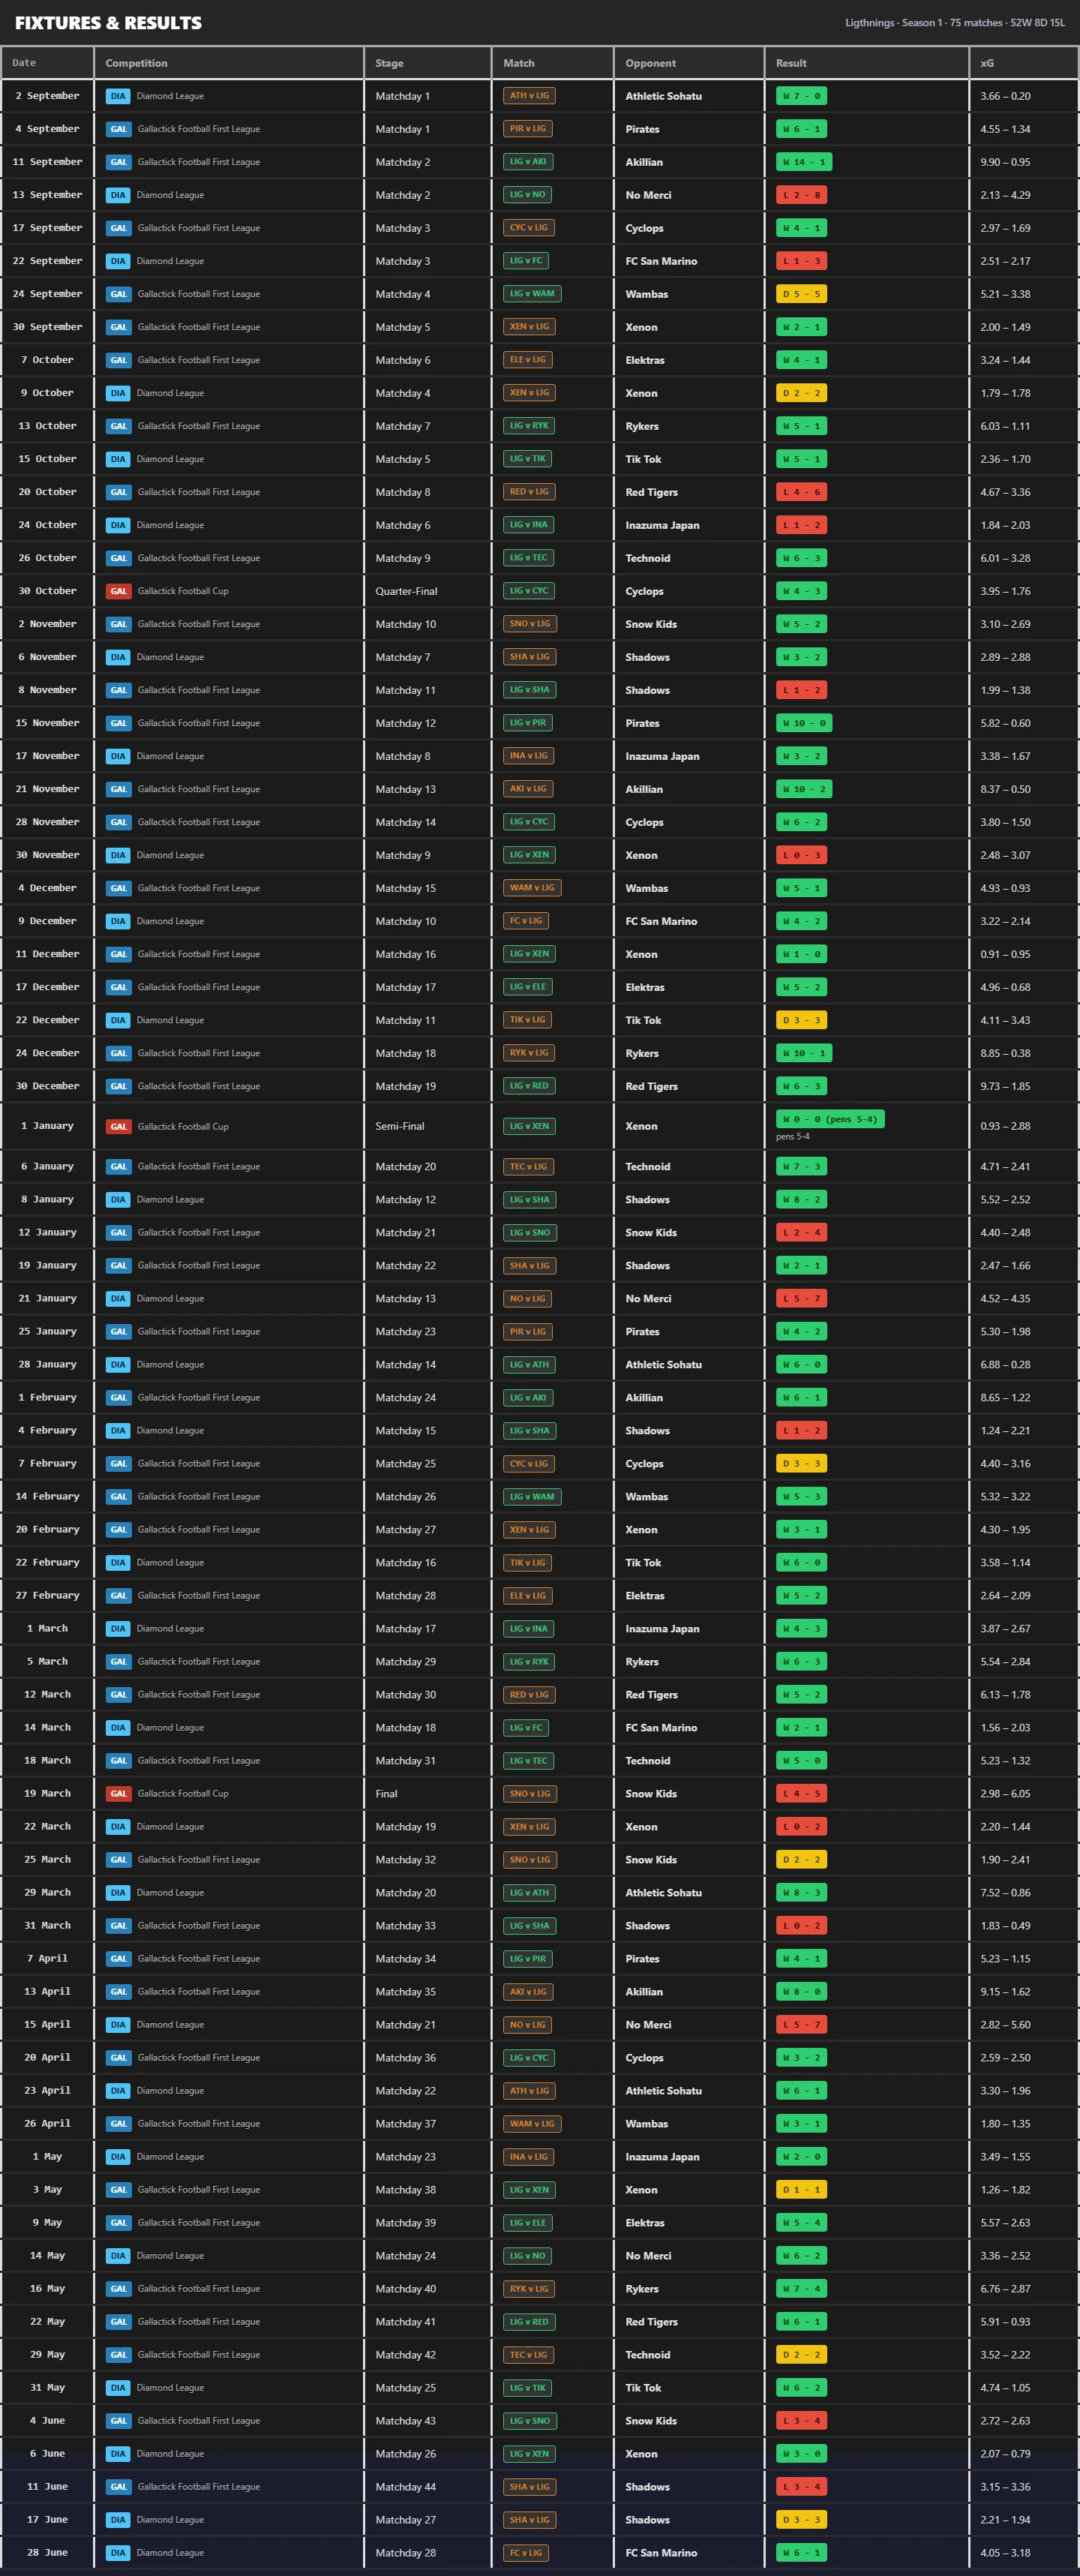 FIXTURES & RESULTS
Ligthnings · Season 1 · 75 matches · 52W 8D 15L
Date Competition Stage Match Opponent Result xG
2 September DIA Diamond League Matchday 1 ATH v LIG Athletic Sohatu W 7 - 0 3.66 – 0.20
4 September GAL Gallactick Football First League Matchday 1 PIR v LIG Pirates W 6 - 1 4.55 – 1.34
11 September GAL Gallactick Football First League Matchday 2 LIG v AKI Akillian W 14 - 1 9.90 – 0.95
13 September DIA Diamond League Matchday 2 LIG v NO No Merci L 2 - 8 2.13 – 4.29
17 September GAL Gallactick Football First League Matchday 3 CYC v LIG Cyclops W 4 - 1 2.97 – 1.69
22 September DIA Diamond League Matchday 3 LIG v FC FC San Marino L 1 - 3 2.51 – 2.17
24 September GAL Gallactick Football First League Matchday 4 LIG v WAM Wambas D 5 - 5 5.21 – 3.38
30 September GAL Gallactick Football First League Matchday 5 XEN v LIG Xenon W 2 - 1 2.00 – 1.49
7 October GAL Gallactick Football First League Matchday 6 ELE v LIG Elektras W 4 - 1 3.24 – 1.44
9 October DIA Diamond League Matchday 4 XEN v LIG Xenon D 2 - 2 1.79 – 1.78
13 October GAL Gallactick Football First League Matchday 7 LIG v RYK Rykers W 5 - 1 6.03 – 1.11
15 October DIA Diamond League Matchday 5 LIG v TIK Tik Tok W 5 - 1 2.36 – 1.70
20 October GAL Gallactick Football First League Matchday 8 RED v LIG Red Tigers L 4 - 6 4.67 – 3.36
24 October DIA Diamond League Matchday 6 LIG v INA Inazuma Japan L 1 - 2 1.84 – 2.03
26 October GAL Gallactick Football First League Matchday 9 LIG v TEC Technoid W 6 - 3 6.01 – 3.28
30 October GAL Gallactick Football Cup Quarter-Final LIG v CYC Cyclops W 4 - 3 3.95 – 1.76
2 November GAL Gallactick Football First League Matchday 10 SNO v LIG Snow Kids W 5 - 2 3.10 – 2.69
6 November DIA Diamond League Matchday 7 SHA v LIG Shadows W 3 - 2 2.89 – 2.88
8 November GAL Gallactick Football First League Matchday 11 LIG v SHA Shadows L 1 - 2 1.99 – 1.38
15 November GAL Gallactick Football First League Matchday 12 LIG v PIR Pirates W 10 - 0 5.82 – 0.60
17 November DIA Diamond League Matchday 8 INA v LIG Inazuma Japan W 3 - 2 3.38 – 1.67
21 November GAL Gallactick Football First League Matchday 13 AKI v LIG Akillian W 10 - 2 8.37 – 0.50
28 November GAL Gallactick Football First League Matchday 14 LIG v CYC Cyclops W 6 - 2 3.80 – 1.50
30 November DIA Diamond League Matchday 9 LIG v XEN Xenon L 0 - 3 2.48 – 3.07
4 December GAL Gallactick Football First League Matchday 15 WAM v LIG Wambas W 5 - 1 4.93 – 0.93
9 December DIA Diamond League Matchday 10 FC v LIG FC San Marino W 4 - 2 3.22 – 2.14
11 December GAL Gallactick Football First League Matchday 16 LIG v XEN Xenon W 1 - 0 0.91 – 0.95
17 December GAL Gallactick Football First League Matchday 17 LIG v ELE Elektras W 5 - 2 4.96 – 0.68
22 December DIA Diamond League Matchday 11 TIK v LIG Tik Tok D 3 - 3 4.11 – 3.43
24 December GAL Gallactick Football First League Matchday 18 RYK v LIG Rykers W 10 - 1 8.85 – 0.38
30 December GAL Gallactick Football First League Matchday 19 LIG v RED Red Tigers W 6 - 3 9.73 – 1.85
1 January GAL Gallactick Football Cup Semi-Final LIG v XEN Xenon W 0 - 0 (pens 5-4) 0.93 – 2.88
pens 5-4
6 January GAL Gallactick Football First League Matchday 20 TEC v LIG Technoid W 7 - 3 4.71 – 2.41
8 January DIA Diamond League Matchday 12 LIG v SHA Shadows W 8 - 2 5.52 – 2.52
12 January GAL Gallactick Football First League Matchday 21 LIG v SNO Snow Kids L 2 - 4 4.40 – 2.48
19 January GAL Gallactick Football First League Matchday 22 SHA v LIG Shadows W 2 - 1 2.47 – 1.66
21 January DIA Diamond League Matchday 13 NO v LIG No Merci L 5 - 7 4.52 – 4.35
25 January GAL Gallactick Football First League Matchday 23 PIR v LIG Pirates W 4 - 2 5.30 – 1.98
28 January DIA Diamond League Matchday 14 LIG v ATH Athletic Sohatu W 6 - 0 6.88 – 0.28
1 February GAL Gallactick Football First League Matchday 24 LIG v AKI Akillian W 6 - 1 8.65 – 1.22
4 February DIA Diamond League Matchday 15 LIG v SHA Shadows L 1 - 2 1.24 – 2.21
7 February GAL Gallactick Football First League Matchday 25 CYC v LIG Cyclops D 3 - 3 4.40 – 3.16
14 February GAL Gallactick Football First League Matchday 26 LIG v WAM Wambas W 5 - 3 5.32 – 3.22
20 February GAL Gallactick Football First League Matchday 27 XEN v LIG Xenon W 3 - 1 4.30 – 1.95
22 February DIA Diamond League Matchday 16 TIK v LIG Tik Tok W 6 - 0 3.58 – 1.14
27 February GAL Gallactick Football First League Matchday 28 ELE v LIG Elektras W 5 - 2 2.64 – 2.09
1 March DIA Diamond League Matchday 17 LIG v INA Inazuma Japan W 4 - 3 3.87 – 2.67
5 March GAL Gallactick Football First League Matchday 29 LIG v RYK Rykers W 6 - 3 5.54 – 2.84
12 March GAL Gallactick Football First League Matchday 30 RED v LIG Red Tigers W 5 - 2 6.13 – 1.78
14 March DIA Diamond League Matchday 18 LIG v FC FC San Marino W 2 - 1 1.56 – 2.03
18 March GAL Gallactick Football First League Matchday 31 LIG v TEC Technoid W 5 - 0 5.23 – 1.32
19 March GAL Gallactick Football Cup Final SNO v LIG Snow Kids L 4 - 5 2.98 – 6.05
22 March DIA Diamond League Matchday 19 XEN v LIG Xenon L 0 - 2 2.20 – 1.44
25 March GAL Gallactick Football First League Matchday 32 SNO v LIG Snow Kids D 2 - 2 1.90 – 2.41
29 March DIA Diamond League Matchday 20 LIG v ATH Athletic Sohatu W 8 - 3 7.52 – 0.86
31 March GAL Gallactick Football First League Matchday 33 LIG v SHA Shadows L 0 - 2 1.83 – 0.49
7 April GAL Gallactick Football First League Matchday 34 LIG v PIR Pirates W 4 - 1 5.23 – 1.15
13 April GAL Gallactick Football First League Matchday 35 AKI v LIG Akillian W 8 - 0 9.15 – 1.62
15 April DIA Diamond League Matchday 21 NO v LIG No Merci L 5 - 7 2.82 – 5.60
20 April GAL Gallactick Football First League Matchday 36 LIG v CYC Cyclops W 3 - 2 2.59 – 2.50
23 April DIA Diamond League Matchday 22 ATH v LIG Athletic Sohatu W 6 - 1 3.30 – 1.96
26 April GAL Gallactick Football First League Matchday 37 WAM v LIG Wambas W 3 - 1 1.80 – 1.35
1 May DIA Diamond League Matchday 23 INA v LIG Inazuma Japan W 2 - 0 3.49 – 1.55
3 May GAL Gallactick Football First League Matchday 38 LIG v XEN Xenon D 1 - 1 1.26 – 1.82
9 May GAL Gallactick Football First League Matchday 39 LIG v ELE Elektras W 5 - 4 5.57 – 2.63
14 May DIA Diamond League Matchday 24 LIG v NO No Merci W 6 - 2 3.36 – 2.52
16 May GAL Gallactick Football First League Matchday 40 RYK v LIG Rykers W 7 - 4 6.76 – 2.87
22 May GAL Gallactick Football First League Matchday 41 LIG v RED Red Tigers W 6 - 1 5.91 – 0.93
29 May GAL Gallactick Football First League Matchday 42 TEC v LIG Technoid D 2 - 2 3.52 – 2.22
31 May DIA Diamond League Matchday 25 LIG v TIK Tik Tok W 6 - 2 4.74 – 1.05
4 June GAL Gallactick Football First League Matchday 43 LIG v SNO Snow Kids L 3 - 4 2.72 – 2.63
6 June DIA Diamond League Matchday 26 LIG v XEN Xenon W 3 - 0 2.07 – 0.79
11 June GAL Gallactick Football First League Matchday 44 SHA v LIG Shadows L 3 - 4 3.15 – 3.36
17 June DIA Diamond League Matchday 27 SHA v LIG Shadows D 3 - 3 2.21 – 1.94
28 June DIA Diamond League Matchday 28 FC v LIG FC San Marino W 6 - 1 4.05 – 3.18